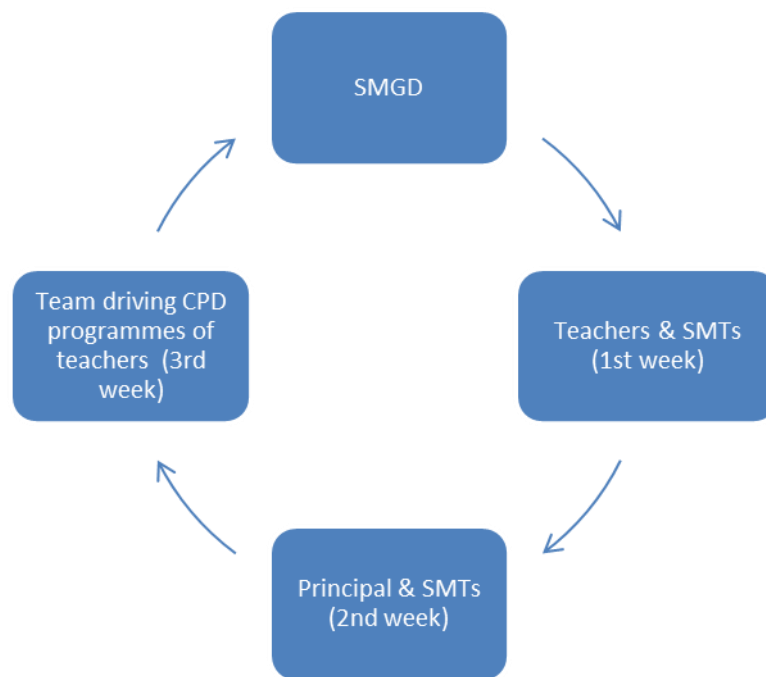 SMGD
Teachers & SMTs
(1st week)
Principal & SMTs
(2nd week)
Team driving CPD
programmes of
teachers (3rd
week)